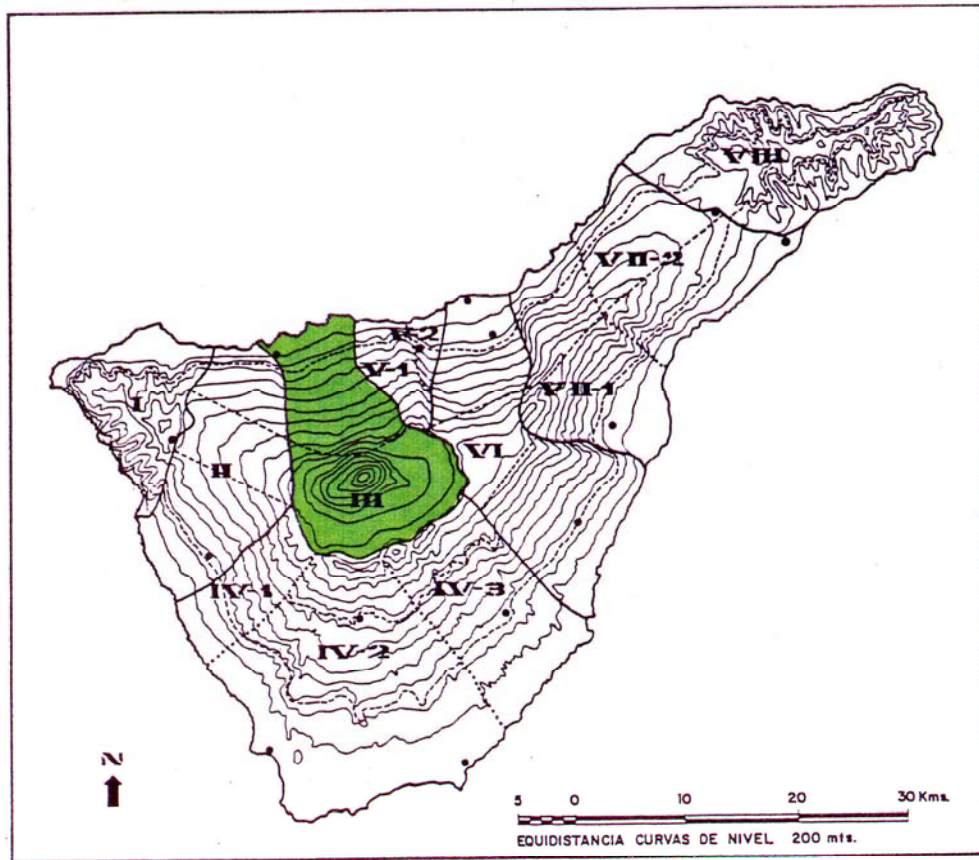 VIII
VII-2
V-2
V-1
I
VII-1
VI
II
III
IV-1
IV-3
IV-2
N
5 0 10 20 30 Kms.
EQUIDISTANCIA CURVAS DE NIVEL 200 mts.